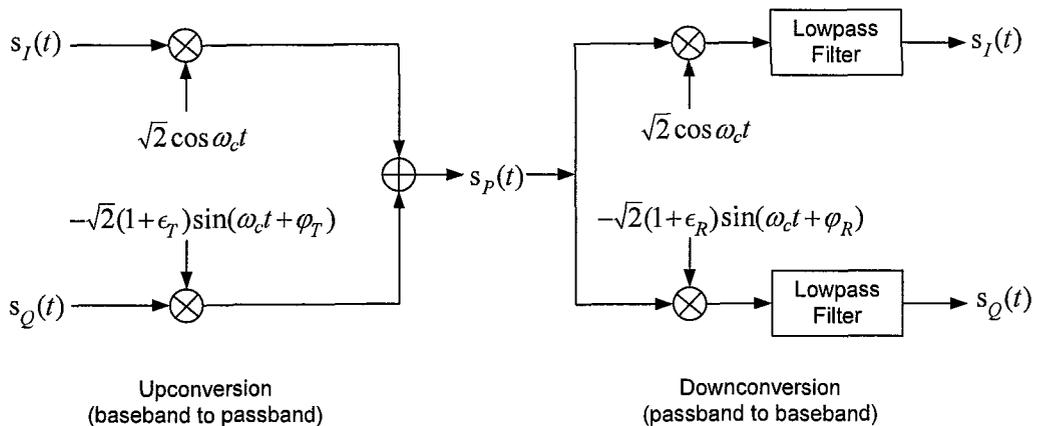 s_I(t)
√2 cos ω_c t
−√2(1+ϵ_T)sin(ω_c t+φ_T)
s_Q(t)
s_P(t)
Lowpass
Filter
s_I(t)
√2 cos ω_c t
−√2(1+ϵ_R)sin(ω_c t+φ_R)
Lowpass
Filter
s_Q(t)
Upconversion
(baseband to passband)
Downconversion
(passband to baseband)